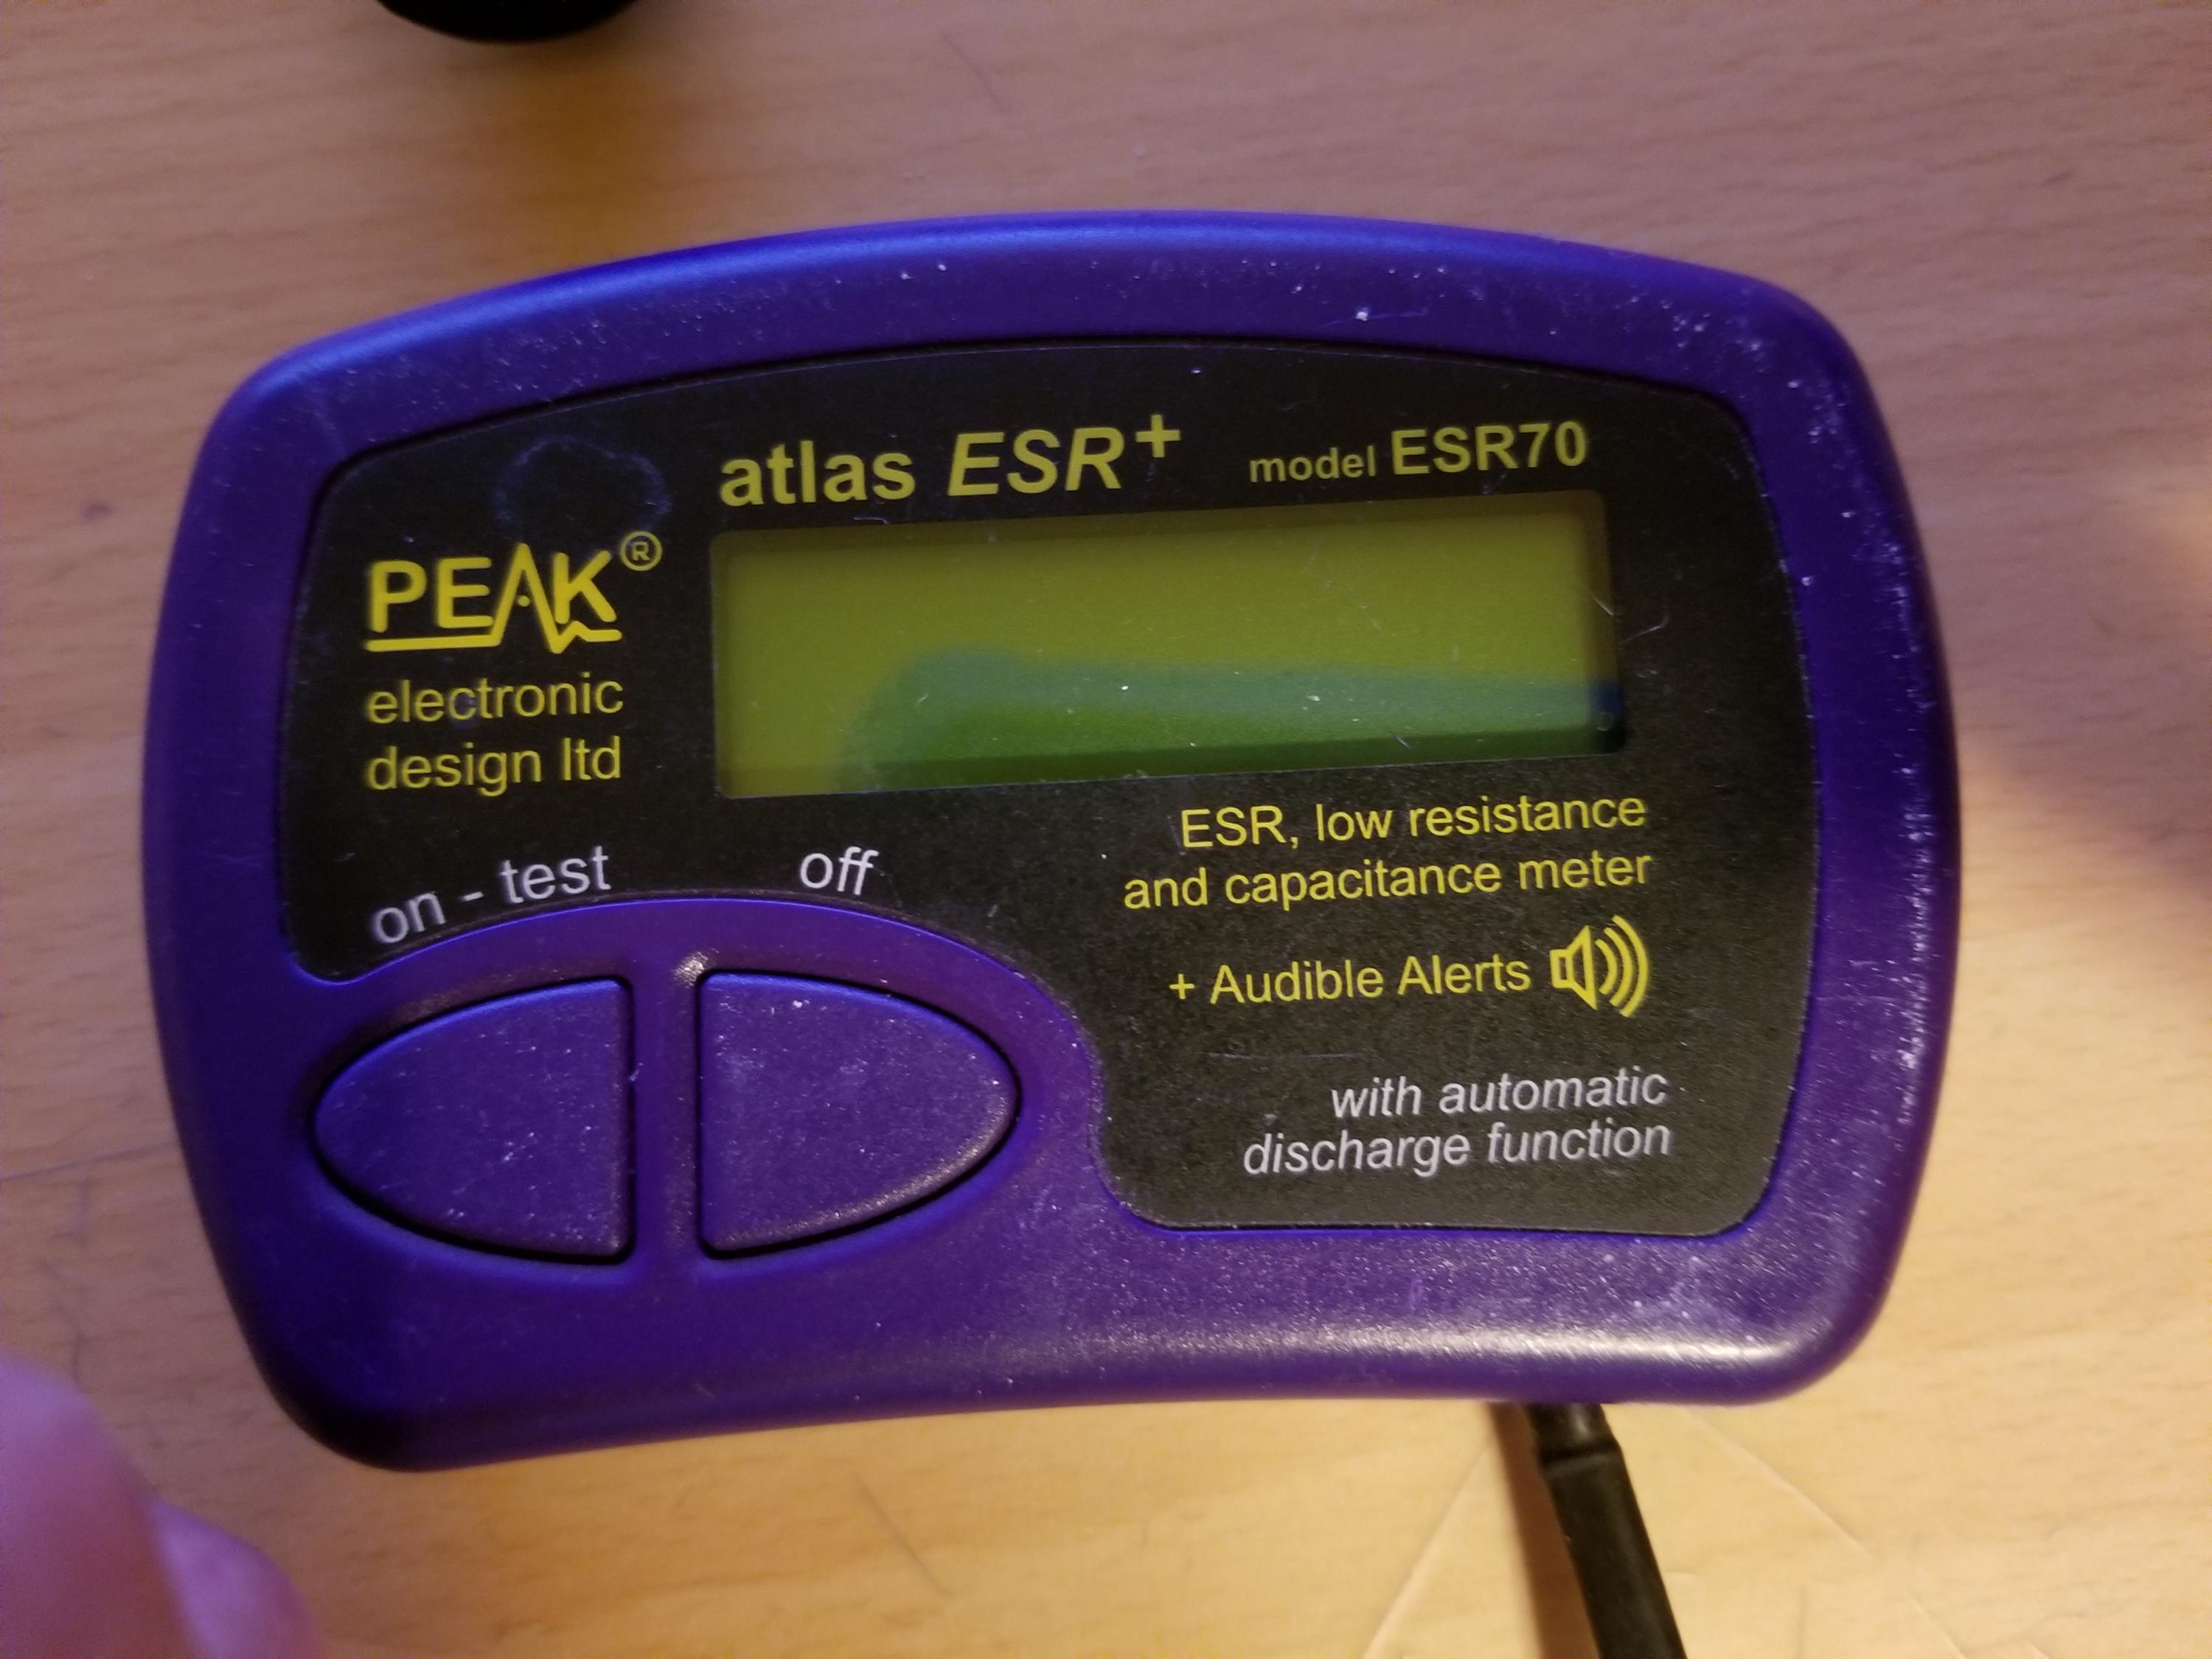 atlas ESR+ model ESR70
PEAK®
electronic
design ltd
on - test off
ESR, low resistance
and capacitance meter
+ Audible Alerts
with automatic
discharge function